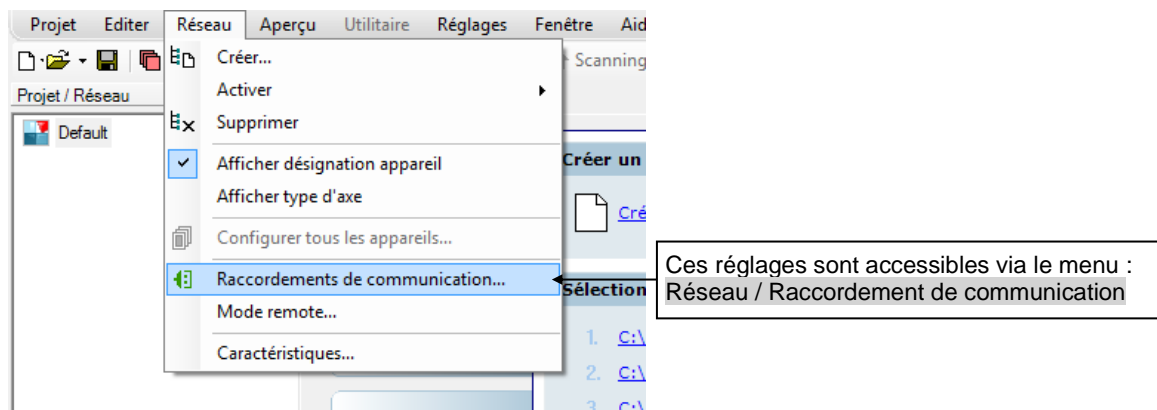 Projet Editer Réseau Aperçu Utilitaire Réglages Fenêtre
Scanning
Projet / Réseau
Default
Créer...
Activer
Supprimer
Afficher désignation appareil
Afficher type d'axe
Configurer tous les appareils...
Raccordements de communication...
Mode remote...
Caractéristiques...
Créer un
Cré
Sélection
1. C:\
2. C:\
3. C:\
Ces réglages sont accessibles via le menu :
Réseau / Raccordement de communication